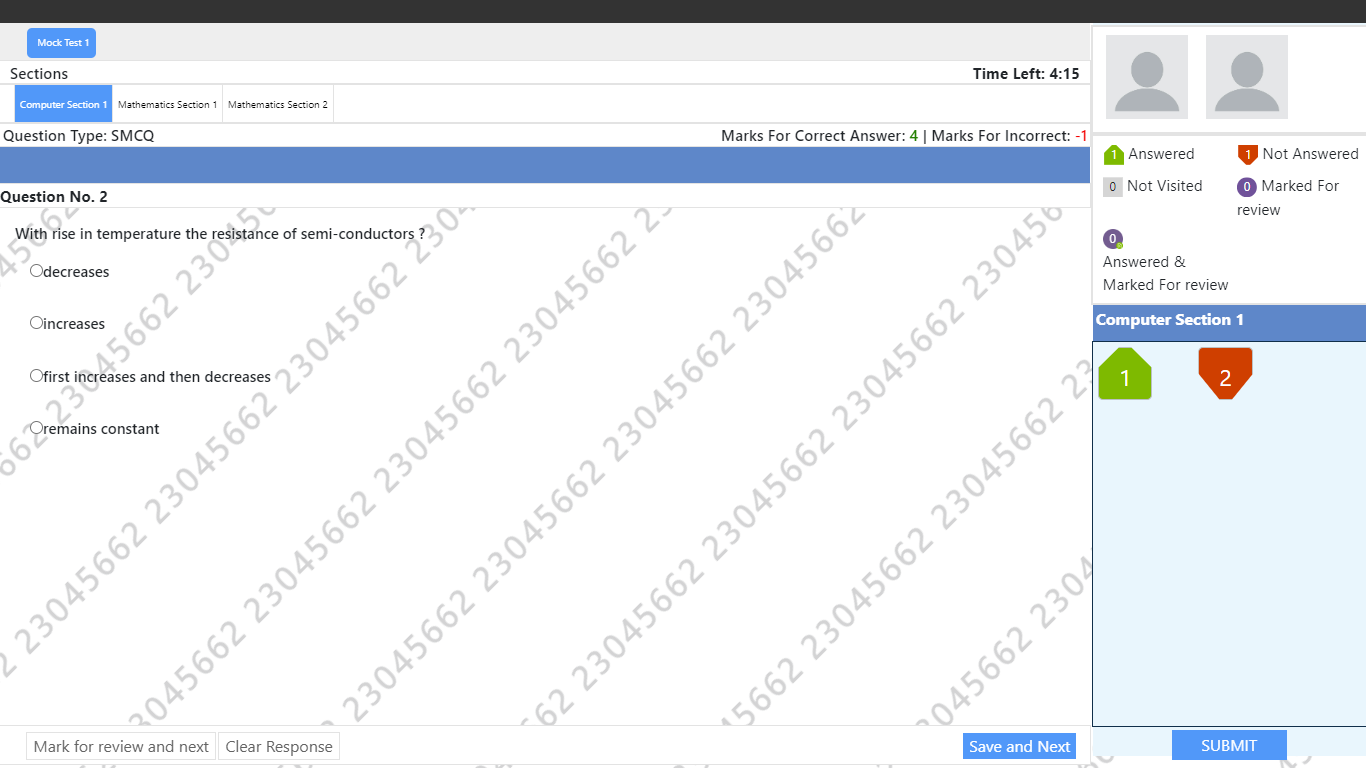 Mock Test 1
Sections
Time Left: 4:15
Computer Section 1
Mathematics Section 1
Mathematics Section 2
Question Type: SMCQ
Marks For Correct Answer: 4 | Marks For Incorrect: -1
Question No. 2
With rise in temperature the resistance of semi-conductors ?
decreases
increases
first increases and then decreases
remains constant
Mark for review and next
Clear Response
Save and Next
1 Answered
1 Not Answered
0 Not Visited
0 Marked For
review
0
Answered &
Marked For review
Computer Section 1
1
2
SUBMIT
23045662 23045662 23045662 23045662